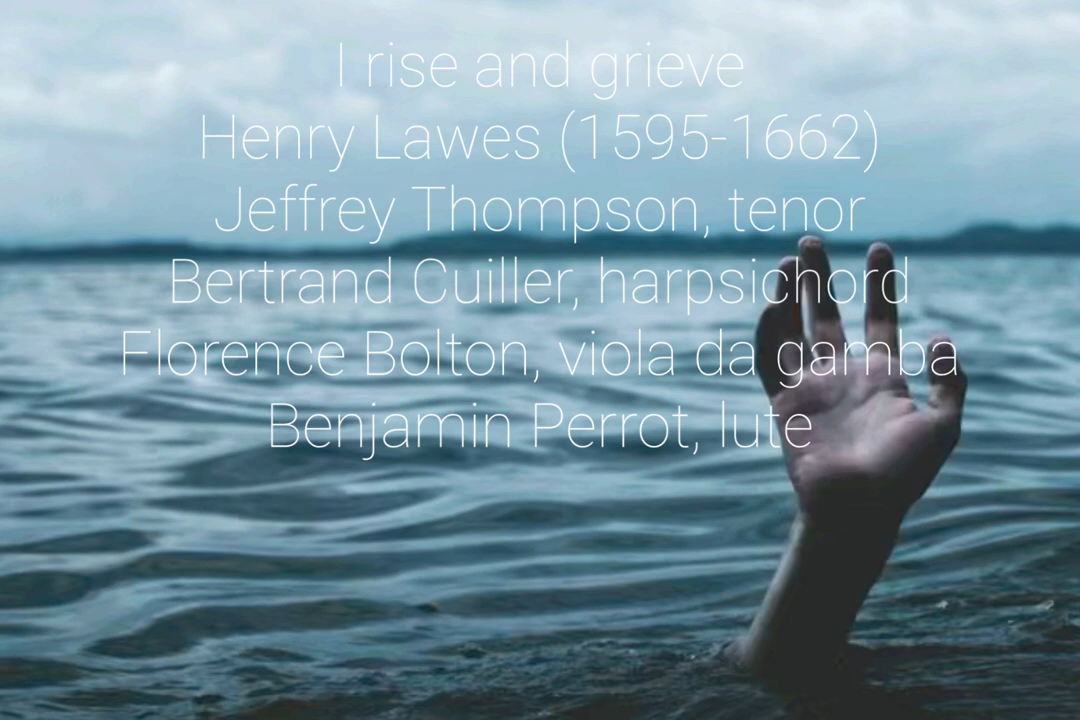 I rise and grieve
Henry Lawes (1595-1662)
Jeffrey Thompson, tenor
Bertrand Cuiller, harpsichord
Florence Bolton, viola da gamba
Benjamin Perrot, lute